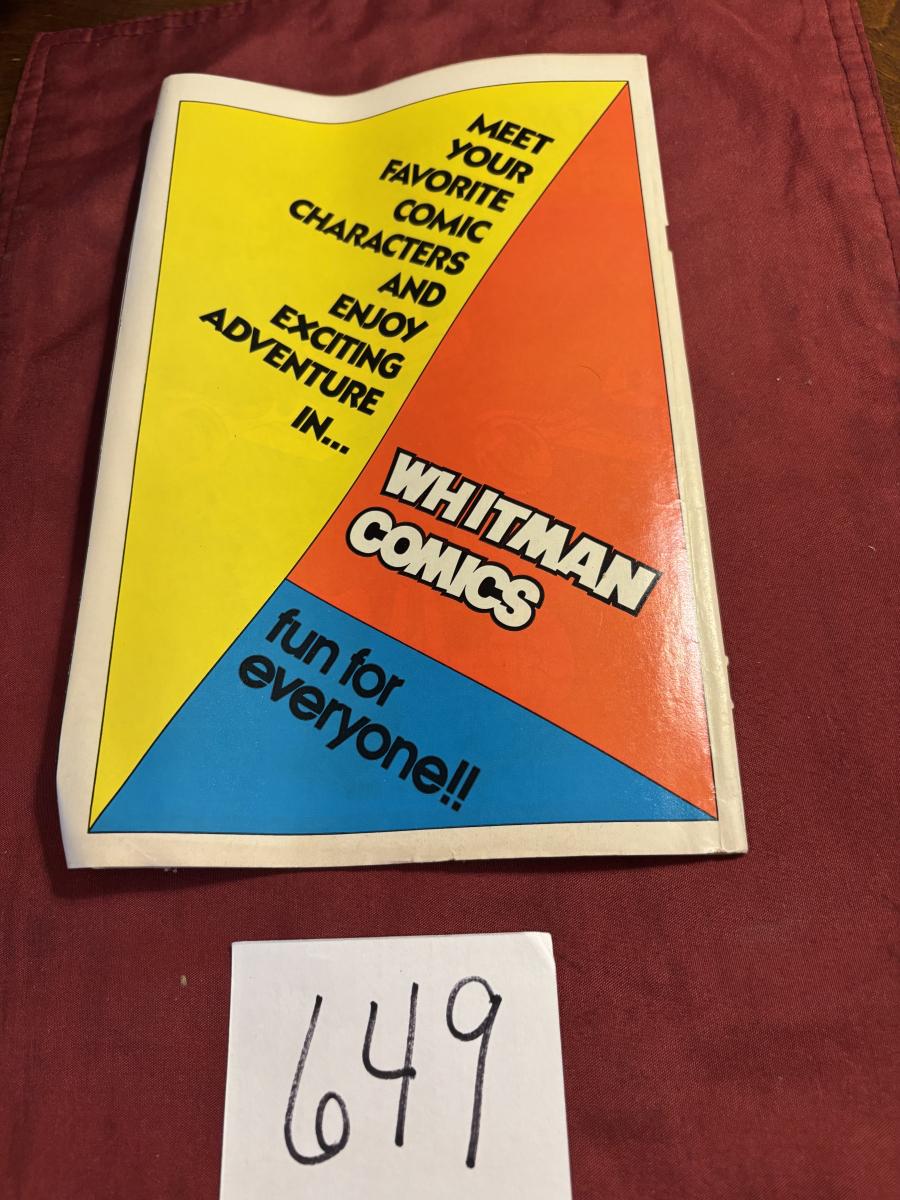 MEET
YOUR
FAVORITE
COMIC
CHARACTERS
AND
ENJOY
EXCITING
ADVENTURE
IN...
WHITMAN
COMICS
fun for
everyone!!
649